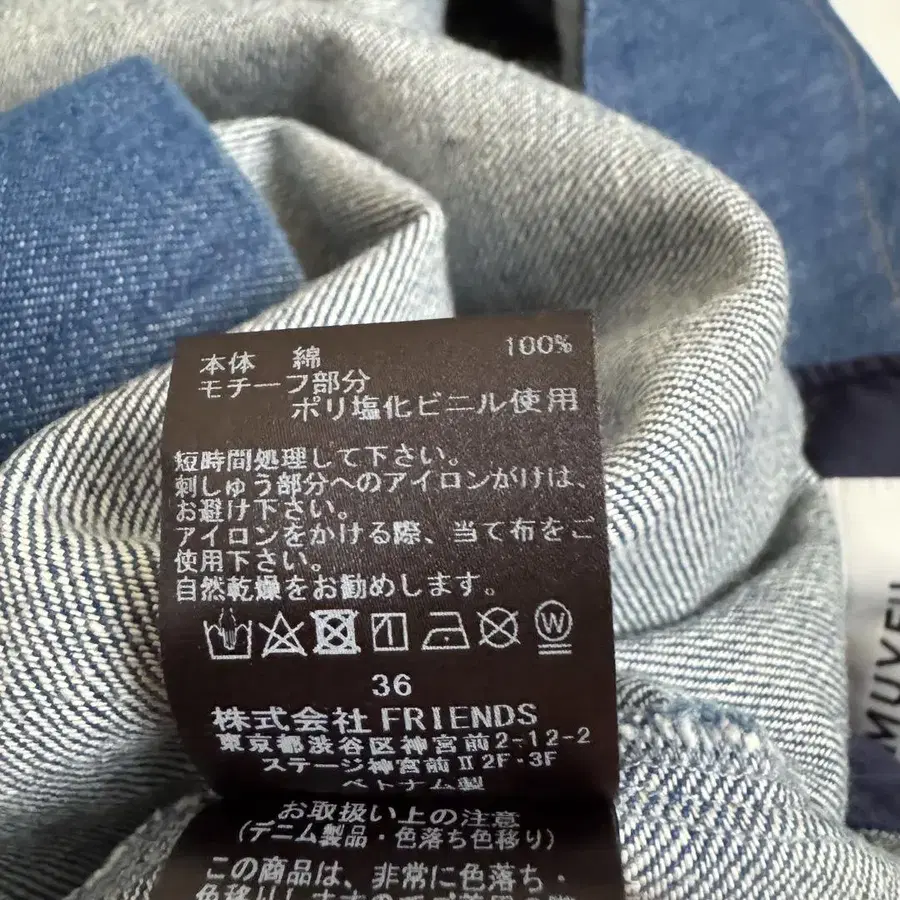 本体 綿 100%
モチーフ部分
ポリ塩化ビニル使用
短時間処理して下さい。
刺しゅう部分へのアイロンがけは、
お避け下さい。
アイロンをかける際、当て布をご
使用下さい。
自然乾燥をお勧めします。
W
36
株式会社 FRIENDS
東京都渋谷区神宮前2-12-2
ステージ神宮前Ⅱ2F・3F
ベトナム製
お取扱い上の注意
(デニム製品・色落ち色移り)
この商品は、非常に色落ち・